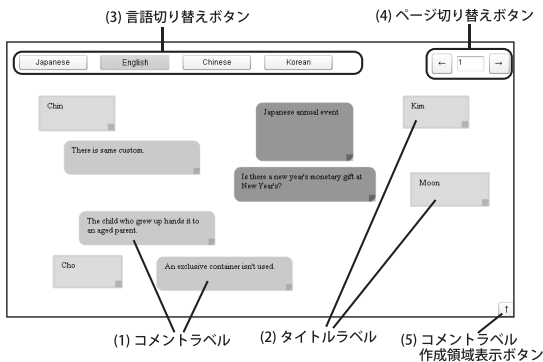 (3) 言語切り替えボタン
(4) ページ切り替えボタン
Japanese
English
Chinese
Korean
←
1
→
Chin
Japanese annual event
Kim
There is same custom.
Is there a new year's monetary gift at
New Year's?
Moon
The child who grew up hands it to
an aged parent.
Cho
An exclusive container isn't used.
↑
(1) コメントラベル
(2) タイトルラベル
(5) コメントラベル
作成領域表示ボタン